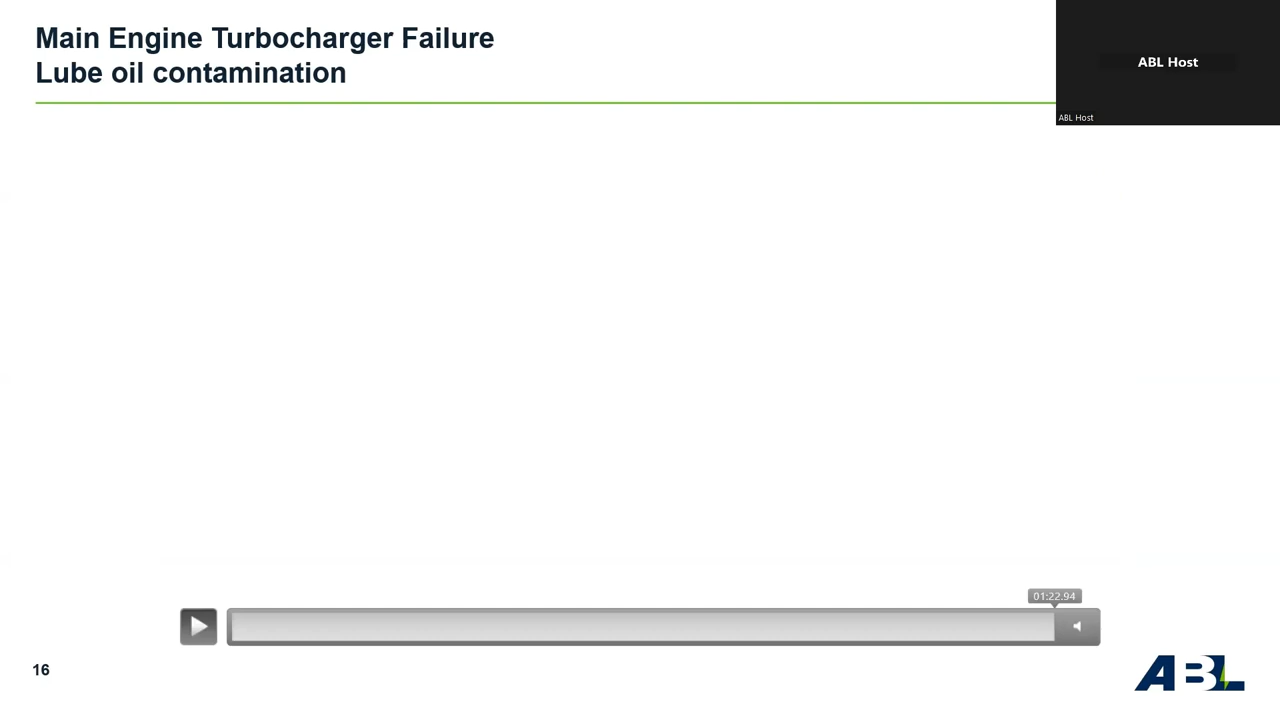 Main Engine Turbocharger Failure
Lube oil contamination
ABL Host
ABL Host
01:22.94
16
ABL